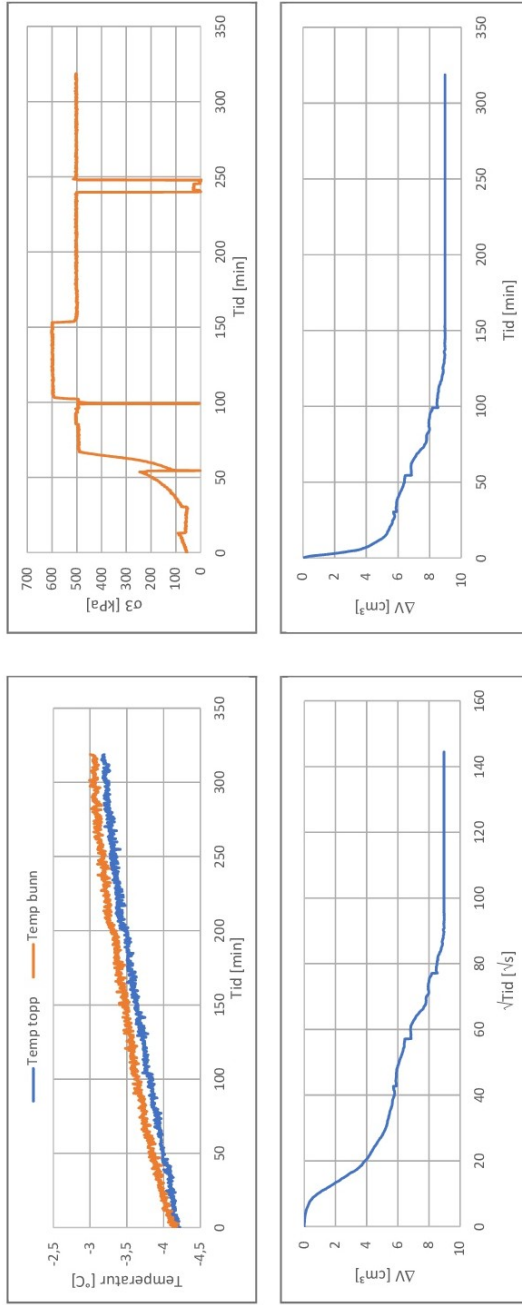 Temp topp Temp bunn
Temperatur [°C]
-2,5
-3
-3,5
-4
-4,5
0 50 100 150 200 250 300 350
Tid [min]
σ3 [kPa]
700
600
500
400
300
200
100
0
0 50 100 150 200 250 300 350
Tid [min]
ΔV [cm³]
0
2
4
6
8
10
0 20 40 60 80 100 120 140 160
√Tid [√s]
ΔV [cm³]
0
2
4
6
8
10
0 50 100 150 200 250 300 350
Tid [min]